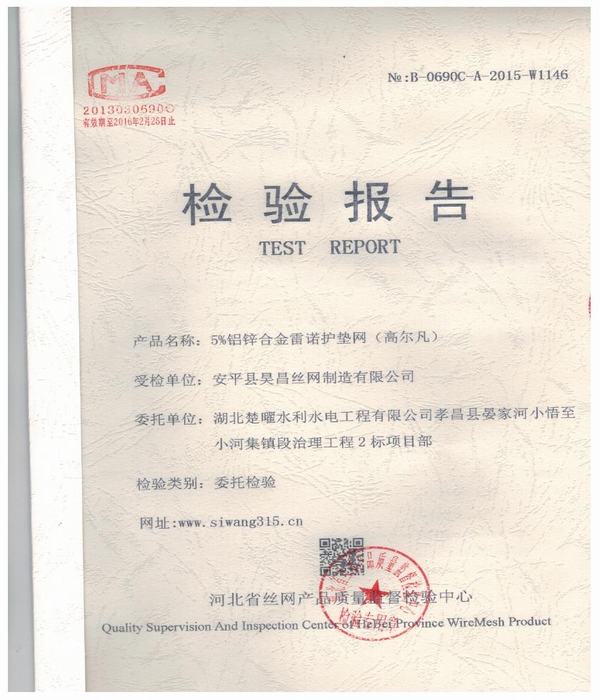 №:B-0690C-A-2015-W1146
CMA
2013030690C
有效期至2016年2月28日止
检验报告
TEST REPORT
产品名称: 5%铝锌合金雷诺护垫网（高尔凡）
受检单位: 安平县昊昌丝网制造有限公司
委托单位: 湖北楚曜水利水电工程有限公司孝昌县晏家河小悟至
小河集镇段治理工程2标项目部
检验类别: 委托检验
网址:www.siwang315.cn
河北省丝网产品质量监督检验中心
检验专用章
Quality Supervision And Inspection Center of Hebei Province WireMesh Product